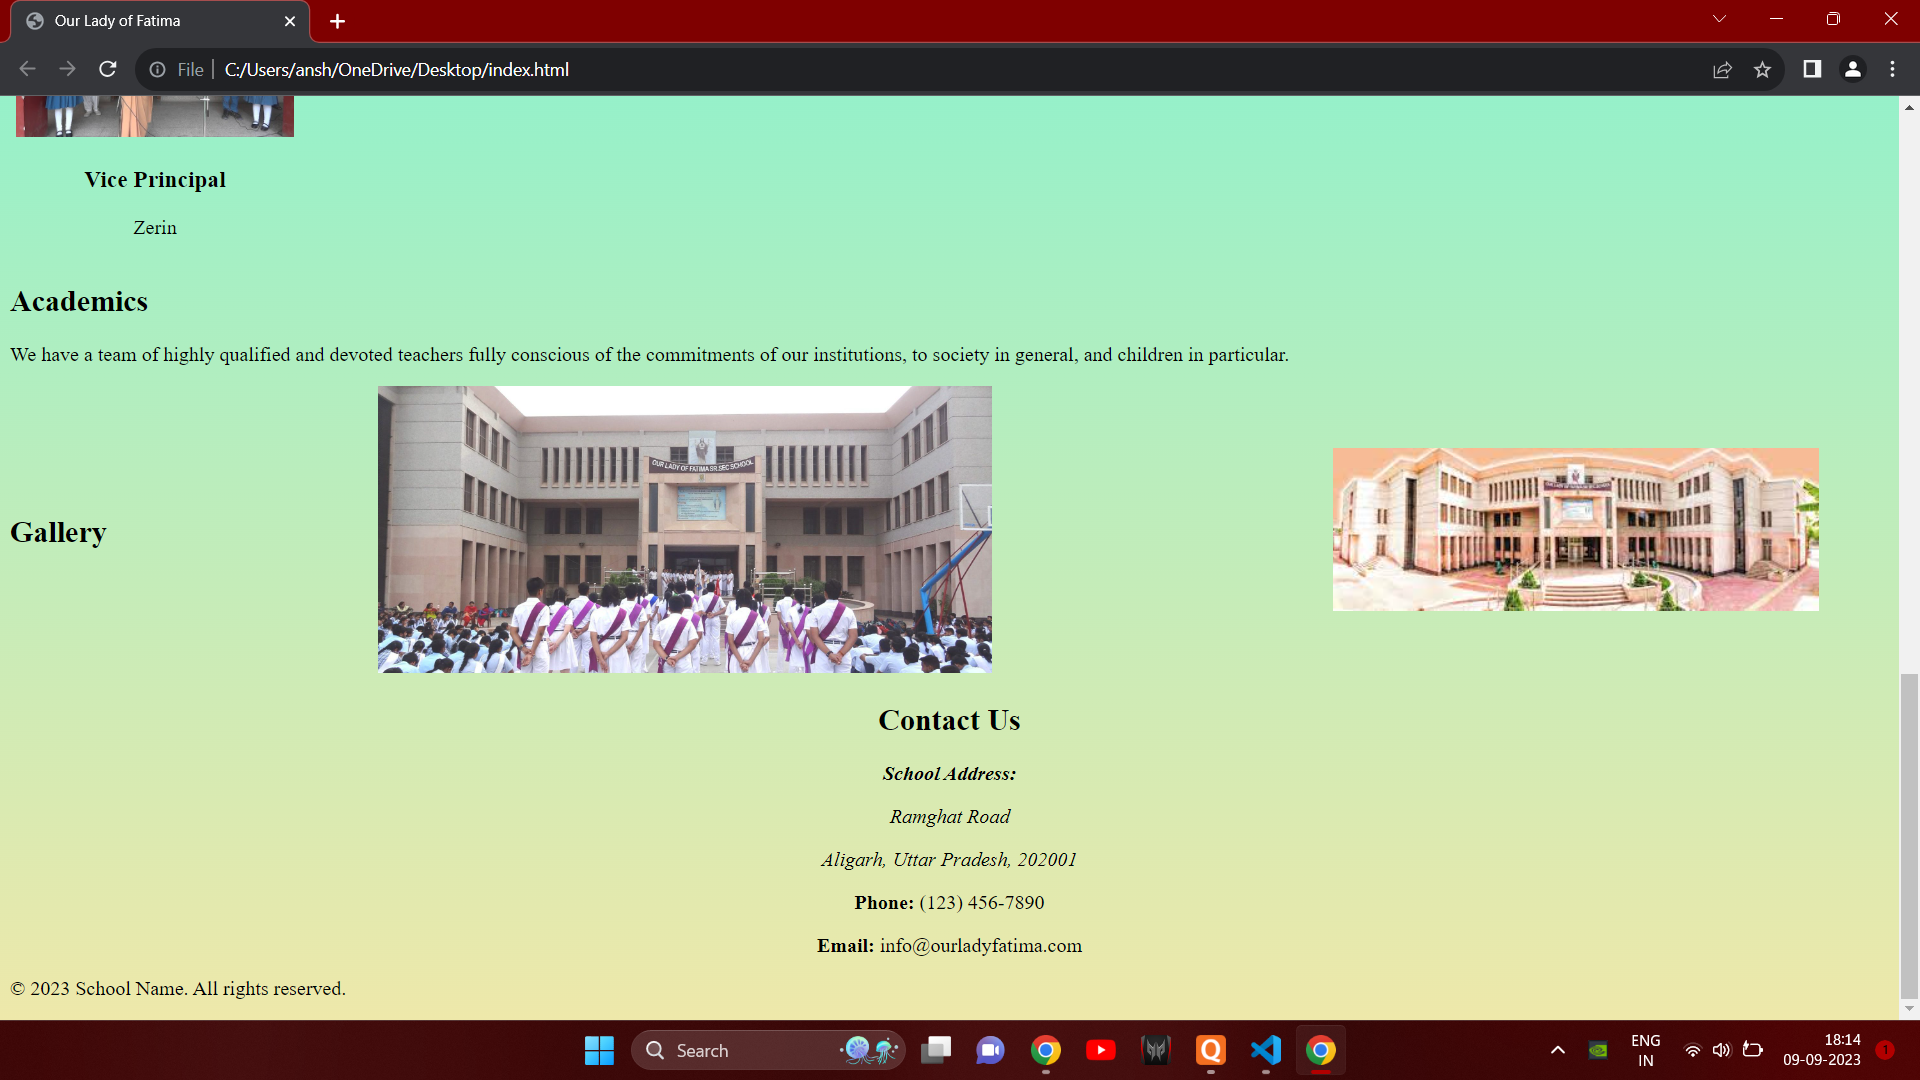 Our Lady of Fatima
File
C:/Users/ansh/OneDrive/Desktop/index.html
Vice Principal
Zerin
Academics
We have a team of highly qualified and devoted teachers fully conscious of the commitments of our institutions, to society in general, and children in particular.
OUR LADY OF FATIMA SR.SEC SCHOOL
Gallery
Contact Us
School Address:
Ramghat Road
Aligarh, Uttar Pradesh, 202001
Phone: (123) 456-7890
Email: info@ourladyfatima.com
© 2023 School Name. All rights reserved.
Search
ENG
IN
18:14
09-09-2023
1